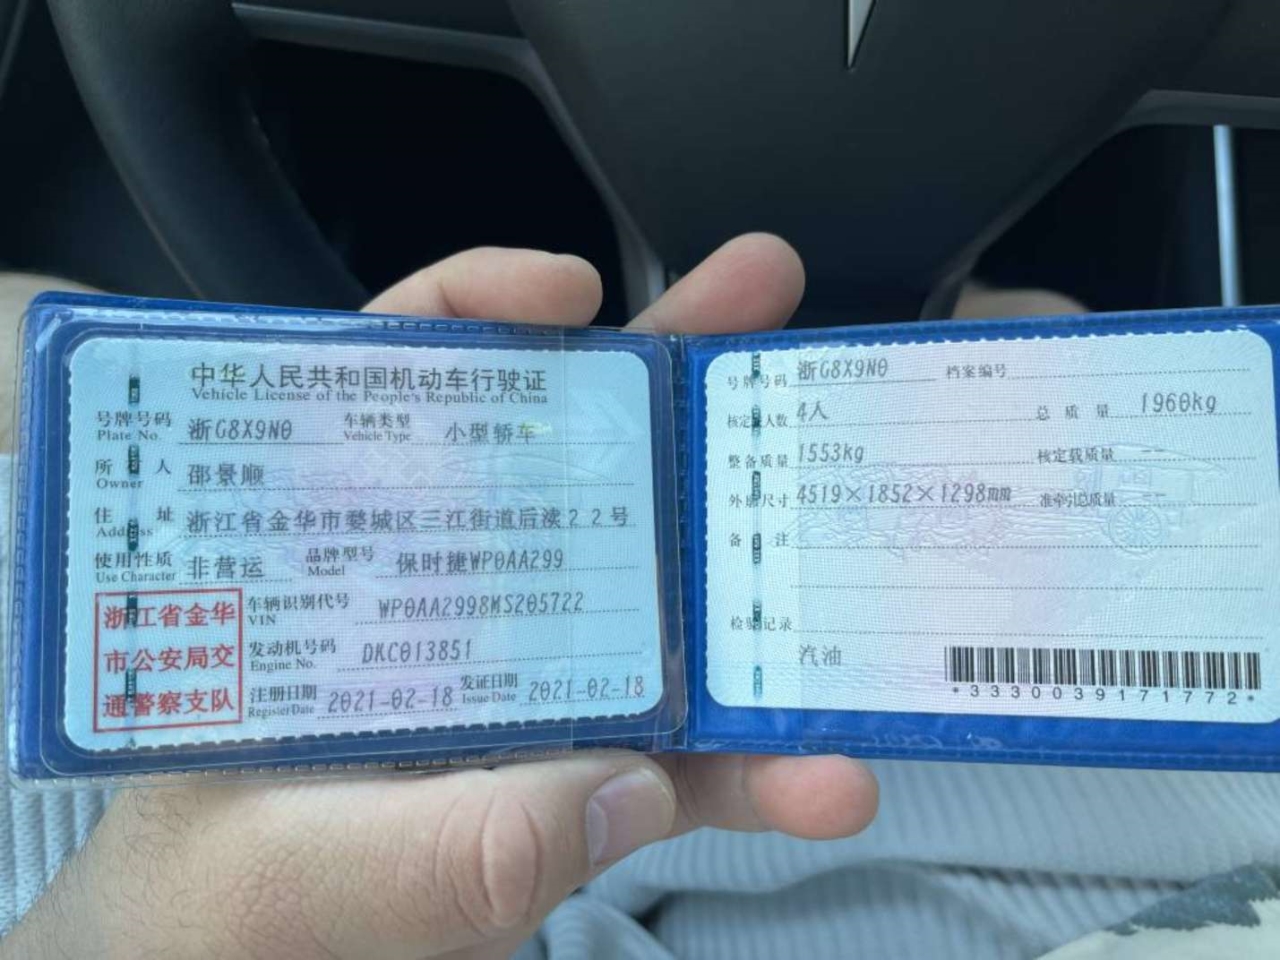 中华人民共和国机动车行驶证
Vehicle License of the People's Republic of China
号牌号码 浙G8X9N0 车辆类型 小型轿车
Plate No. Vehicle Type
所有人 邵景顺
Owner
住址 浙江省金华市婺城区三江街道后渎22号
Address
使用性质 非营运 品牌型号 保时捷WP0AA299
Use Character Model
浙江省金华
市公安局交
通警察支队
车辆识别代号 WP0AA2998MS205722
VIN
发动机号码 DKC013851
Engine No.
注册日期 2021-02-18 发证日期 2021-02-18
Register Date Issue Date
号牌号码 浙G8X9N0 档案编号
核定人数 4人 总质量 1960kg
整备质量 1553kg 核定载质量 --
外廓尺寸 4519×1852×1298mm 准牵引总质量 --
备注
检验记录
汽油
*3330039171772*